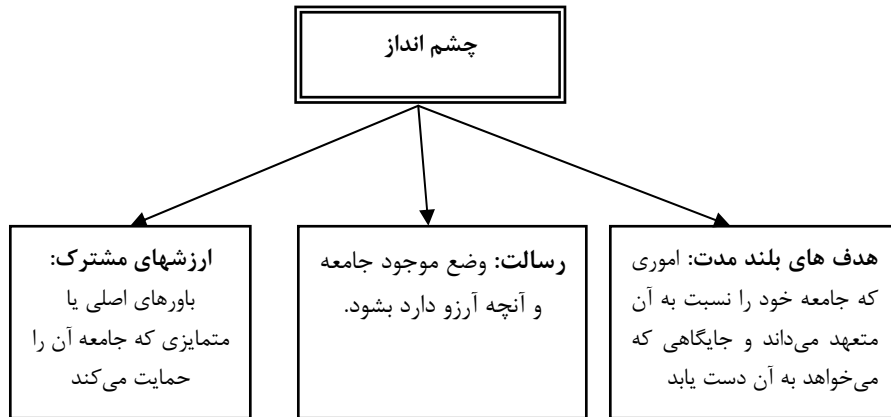 چشم انداز
هدف های بلند مدت: اموری
که جامعه خود را نسبت به آن
متعهد می‌داند و جایگاهی که
می‌خواهد به آن دست یابد
رسالت: وضع موجود جامعه
و آنچه آرزو دارد بشود.
ارزشهای مشترک:
باورهای اصلی یا
متمایزی که جامعه آن را
حمایت می‌کند